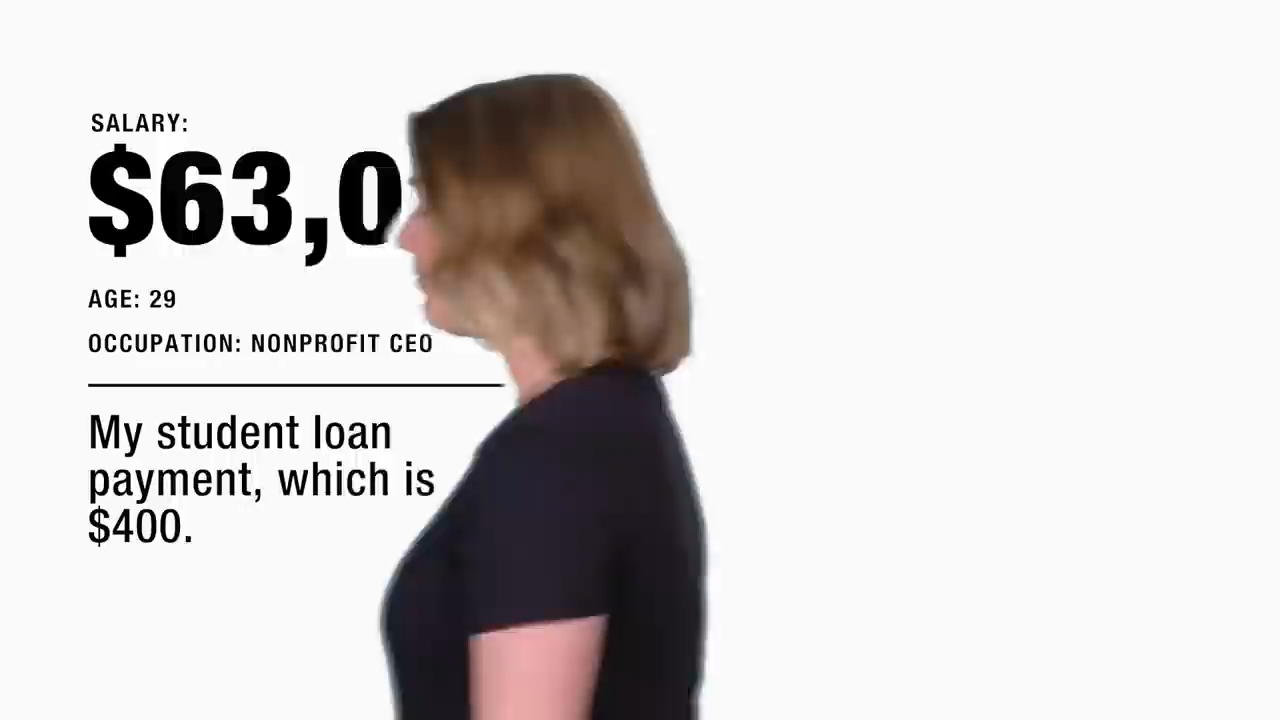 SALARY:
$63,0
AGE: 29
OCCUPATION: NONPROFIT CEO
My student loan
payment, which is
$400.